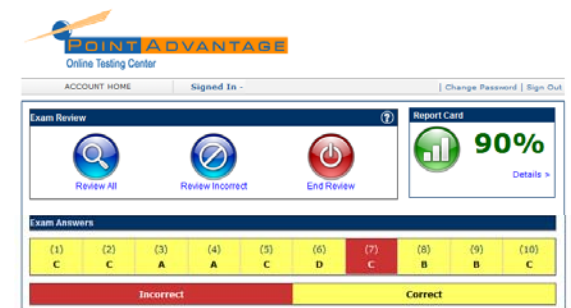 POINT ADVANTAGE
Online Testing Center
ACCOUNT HOME Signed In - | Change Password | Sign Out
Exam Review ? Report Card
90%
Review All Review Incorrect End Review Details >
Exam Answers
(1) (2) (3) (4) (5) (6) (7) (8) (9) (10)
C C A A C D C B B C
Incorrect Correct